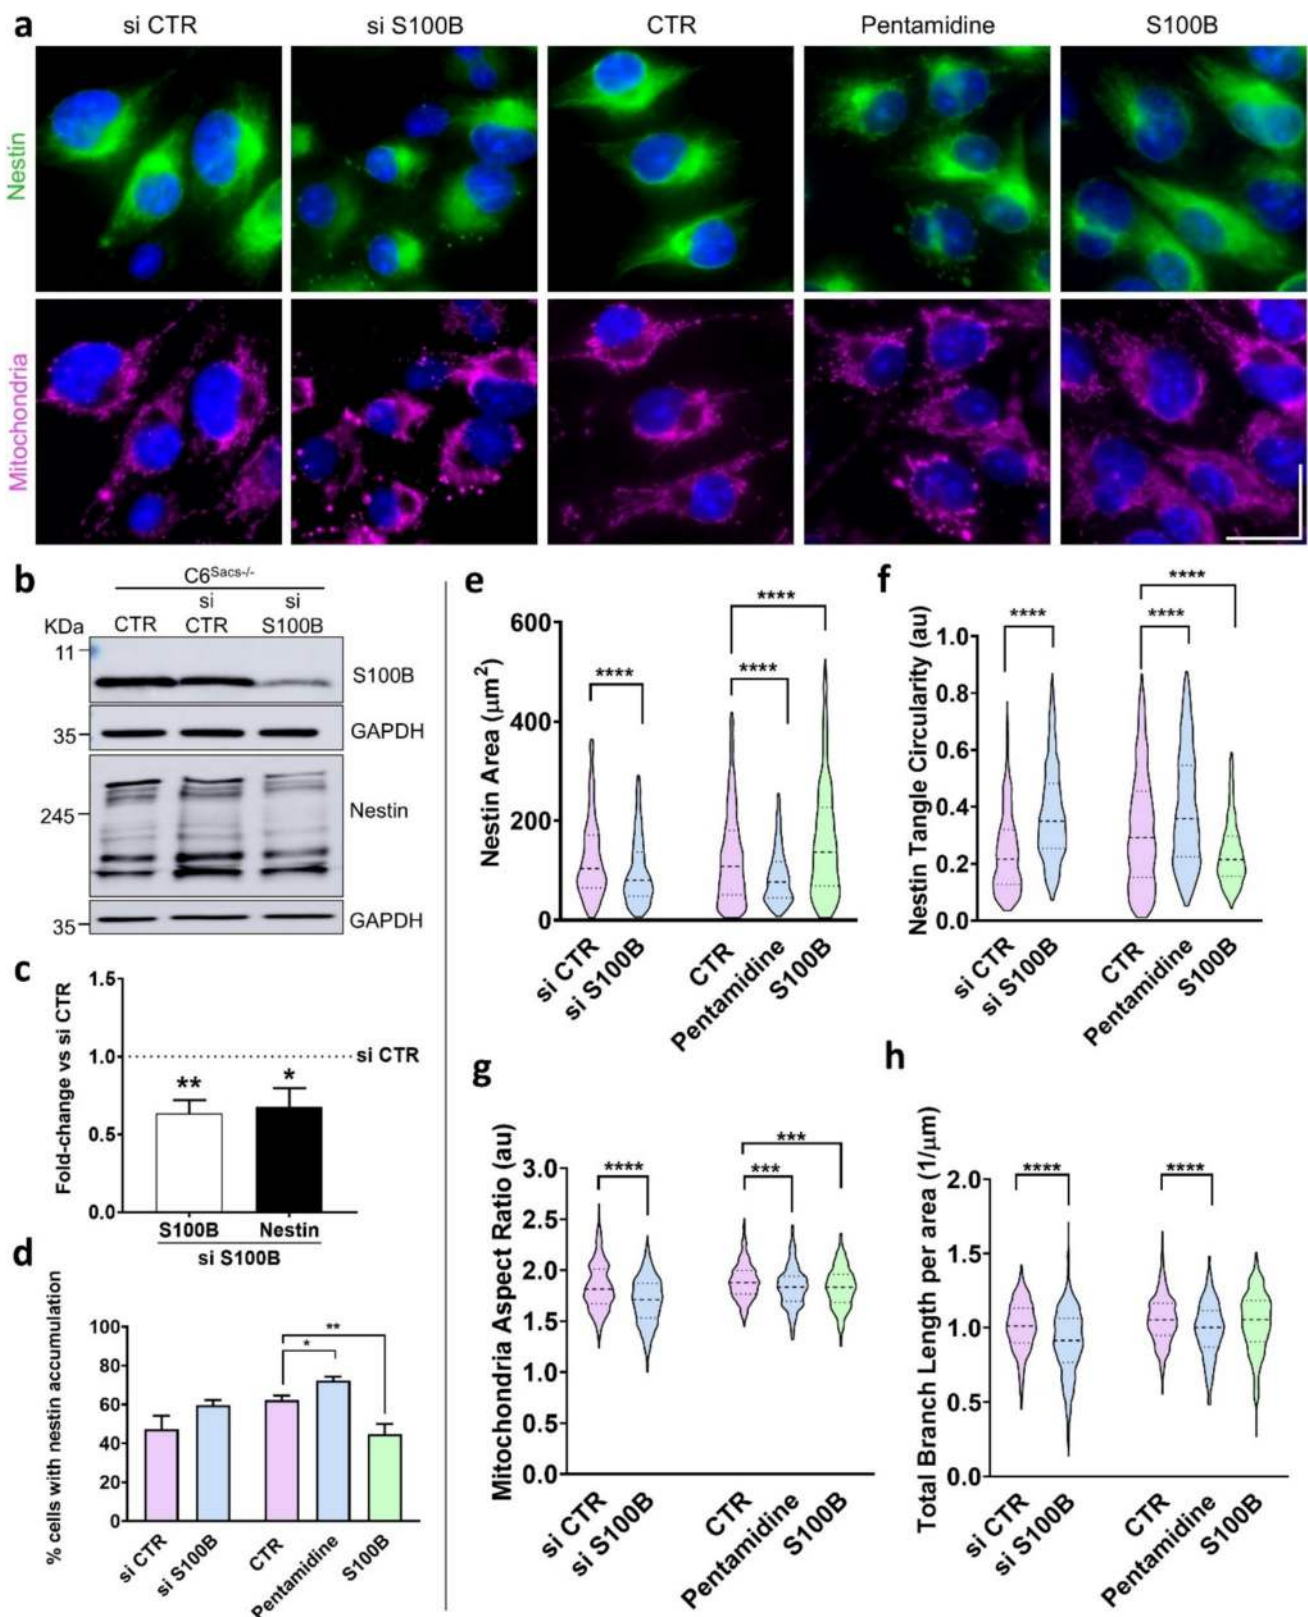 a
si CTR
si S100B
CTR
Pentamidine
S100B
Nestin
Mitochondria
b
C6Sacs-/-
KDa
CTR
si
CTR
si
S100B
11
S100B
35
GAPDH
245
Nestin
35
GAPDH
c
Fold-change vs si CTR
1.5
1.0
0.5
0.0
si CTR
**
*
S100B
Nestin
si S100B
d
% cells with nestin accumulation
100
80
60
40
20
0
*
**
si CTR
si S100B
CTR
Pentamidine
S100B
e
Nestin Area (µm2)
600
400
200
0
****
****
****
si CTR
si S100B
CTR
Pentamidine
S100B
f
Nestin Tangle Circularity (au)
1.0
0.8
0.6
0.4
0.2
0.0
****
****
****
si CTR
si S100B
CTR
Pentamidine
S100B
g
Mitochondria Aspect Ratio (au)
3.0
2.5
2.0
1.5
1.0
0.5
0.0
****
***
***
si CTR
si S100B
CTR
Pentamidine
S100B
h
Total Branch Length per area (1/µm)
2.0
1.5
1.0
0.5
0.0
****
****
si CTR
si S100B
CTR
Pentamidine
S100B